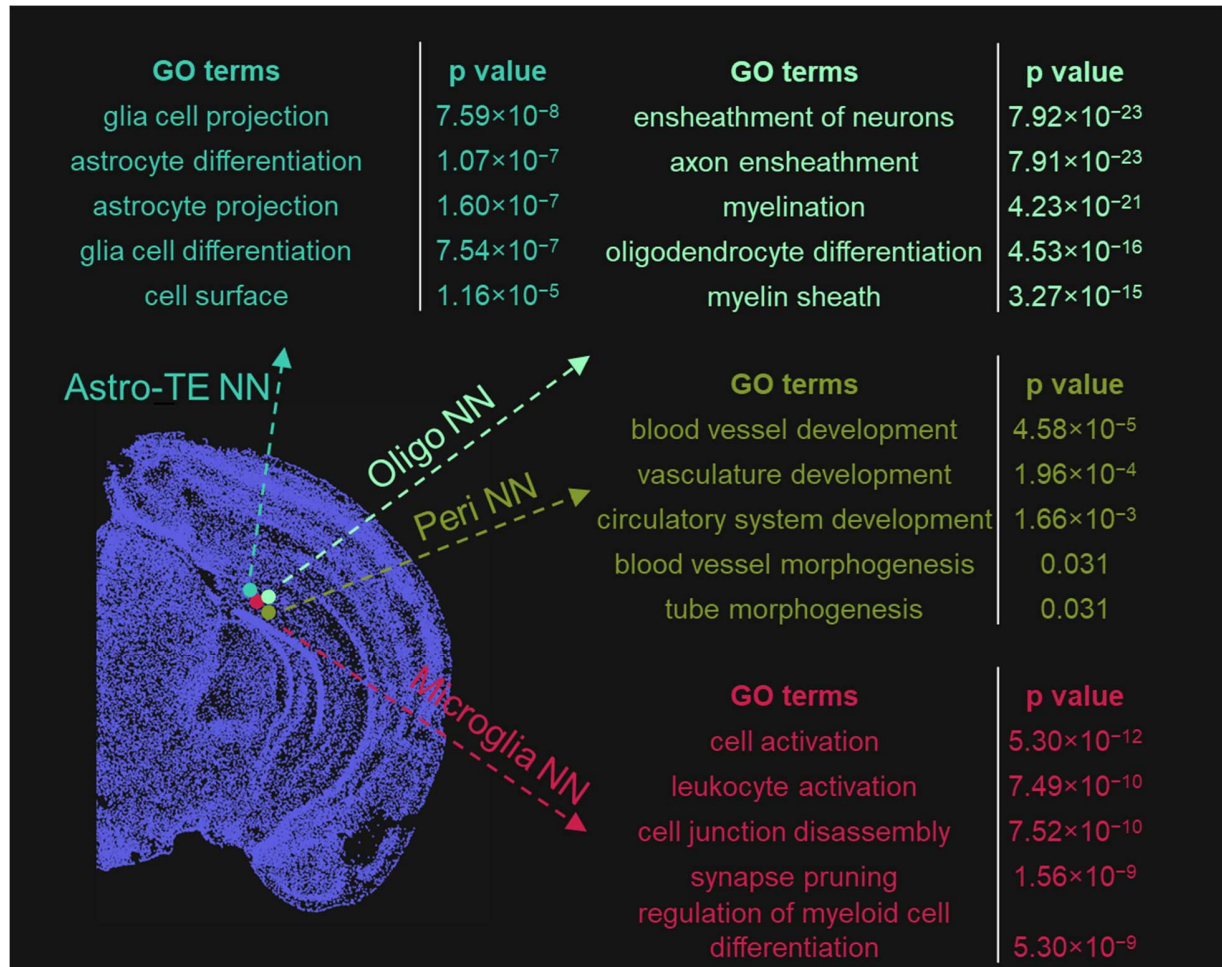 GO terms p value
glia cell projection 7.59×10⁻⁸
astrocyte differentiation 1.07×10⁻⁷
astrocyte projection 1.60×10⁻⁷
glia cell differentiation 7.54×10⁻⁷
cell surface 1.16×10⁻⁵
GO terms p value
ensheathment of neurons 7.92×10⁻²³
axon ensheathment 7.91×10⁻²³
myelination 4.23×10⁻²¹
oligodendrocyte differentiation 4.53×10⁻¹⁶
myelin sheath 3.27×10⁻¹⁵
Astro-TE NN
Oligo NN
Peri NN
Microglia NN
GO terms p value
blood vessel development 4.58×10⁻⁵
vasculature development 1.96×10⁻⁴
circulatory system development 1.66×10⁻³
blood vessel morphogenesis 0.031
tube morphogenesis 0.031
GO terms p value
cell activation 5.30×10⁻¹²
leukocyte activation 7.49×10⁻¹⁰
cell junction disassembly 7.52×10⁻¹⁰
synapse pruning 1.56×10⁻⁹
regulation of myeloid cell
differentiation 5.30×10⁻⁹